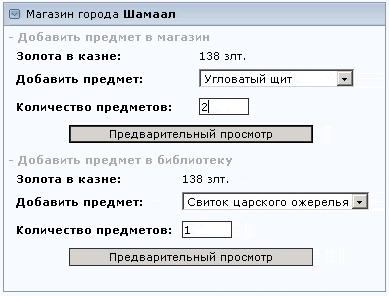 Магазин города Шамаал
- Добавить предмет в магазин
Золота в казне: 138 злт.
Добавить предмет: Угловатый щит
Количество предметов: 2
Предварительный просмотр
- Добавить предмет в библиотеку
Золота в казне: 138 злт.
Добавить предмет: Свиток царского ожерелья
Количество предметов: 1
Предварительный просмотр